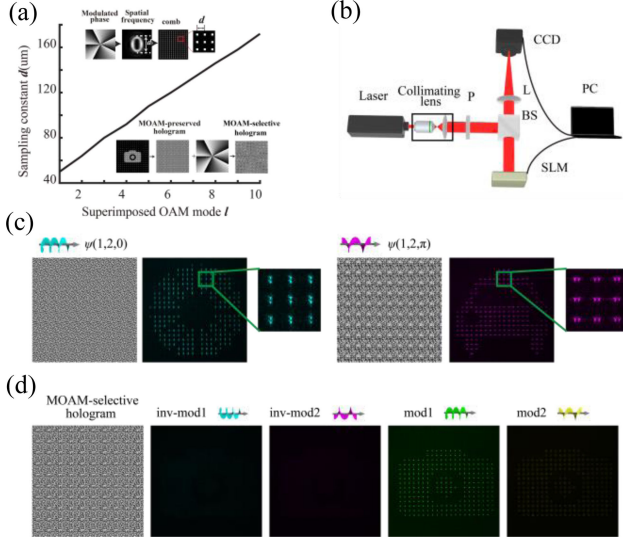 (a)
Modulated
phase
Spatial
frequency
comb
d
160
120
80
40
Sampling constant d(um)
MOAM-preserved
hologram
MOAM-selective
hologram
2 4 6 8 10
Superimposed OAM mode l
(b)
CCD
Laser
Collimating
lens
P
L
BS
PC
SLM
(c)
ψ(1,2,0)
ψ(1,2,π)
(d)
MOAM-selective
hologram
inv-mod1
inv-mod2
mod1
mod2